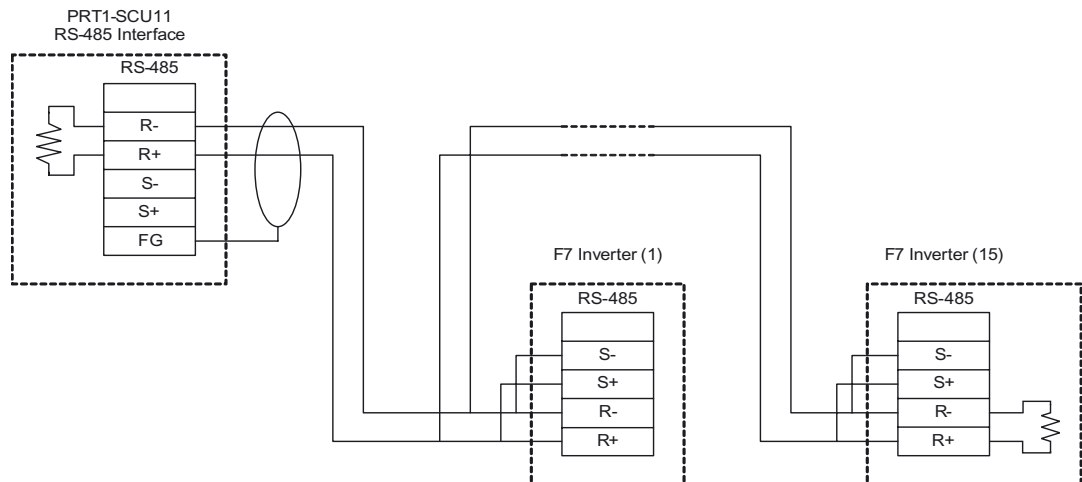 PRT1-SCU11
RS-485 Interface
RS-485
R-
R+
S-
S+
FG
F7 Inverter (1)
RS-485
S-
S+
R-
R+
F7 Inverter (15)
RS-485
S-
S+
R-
R+